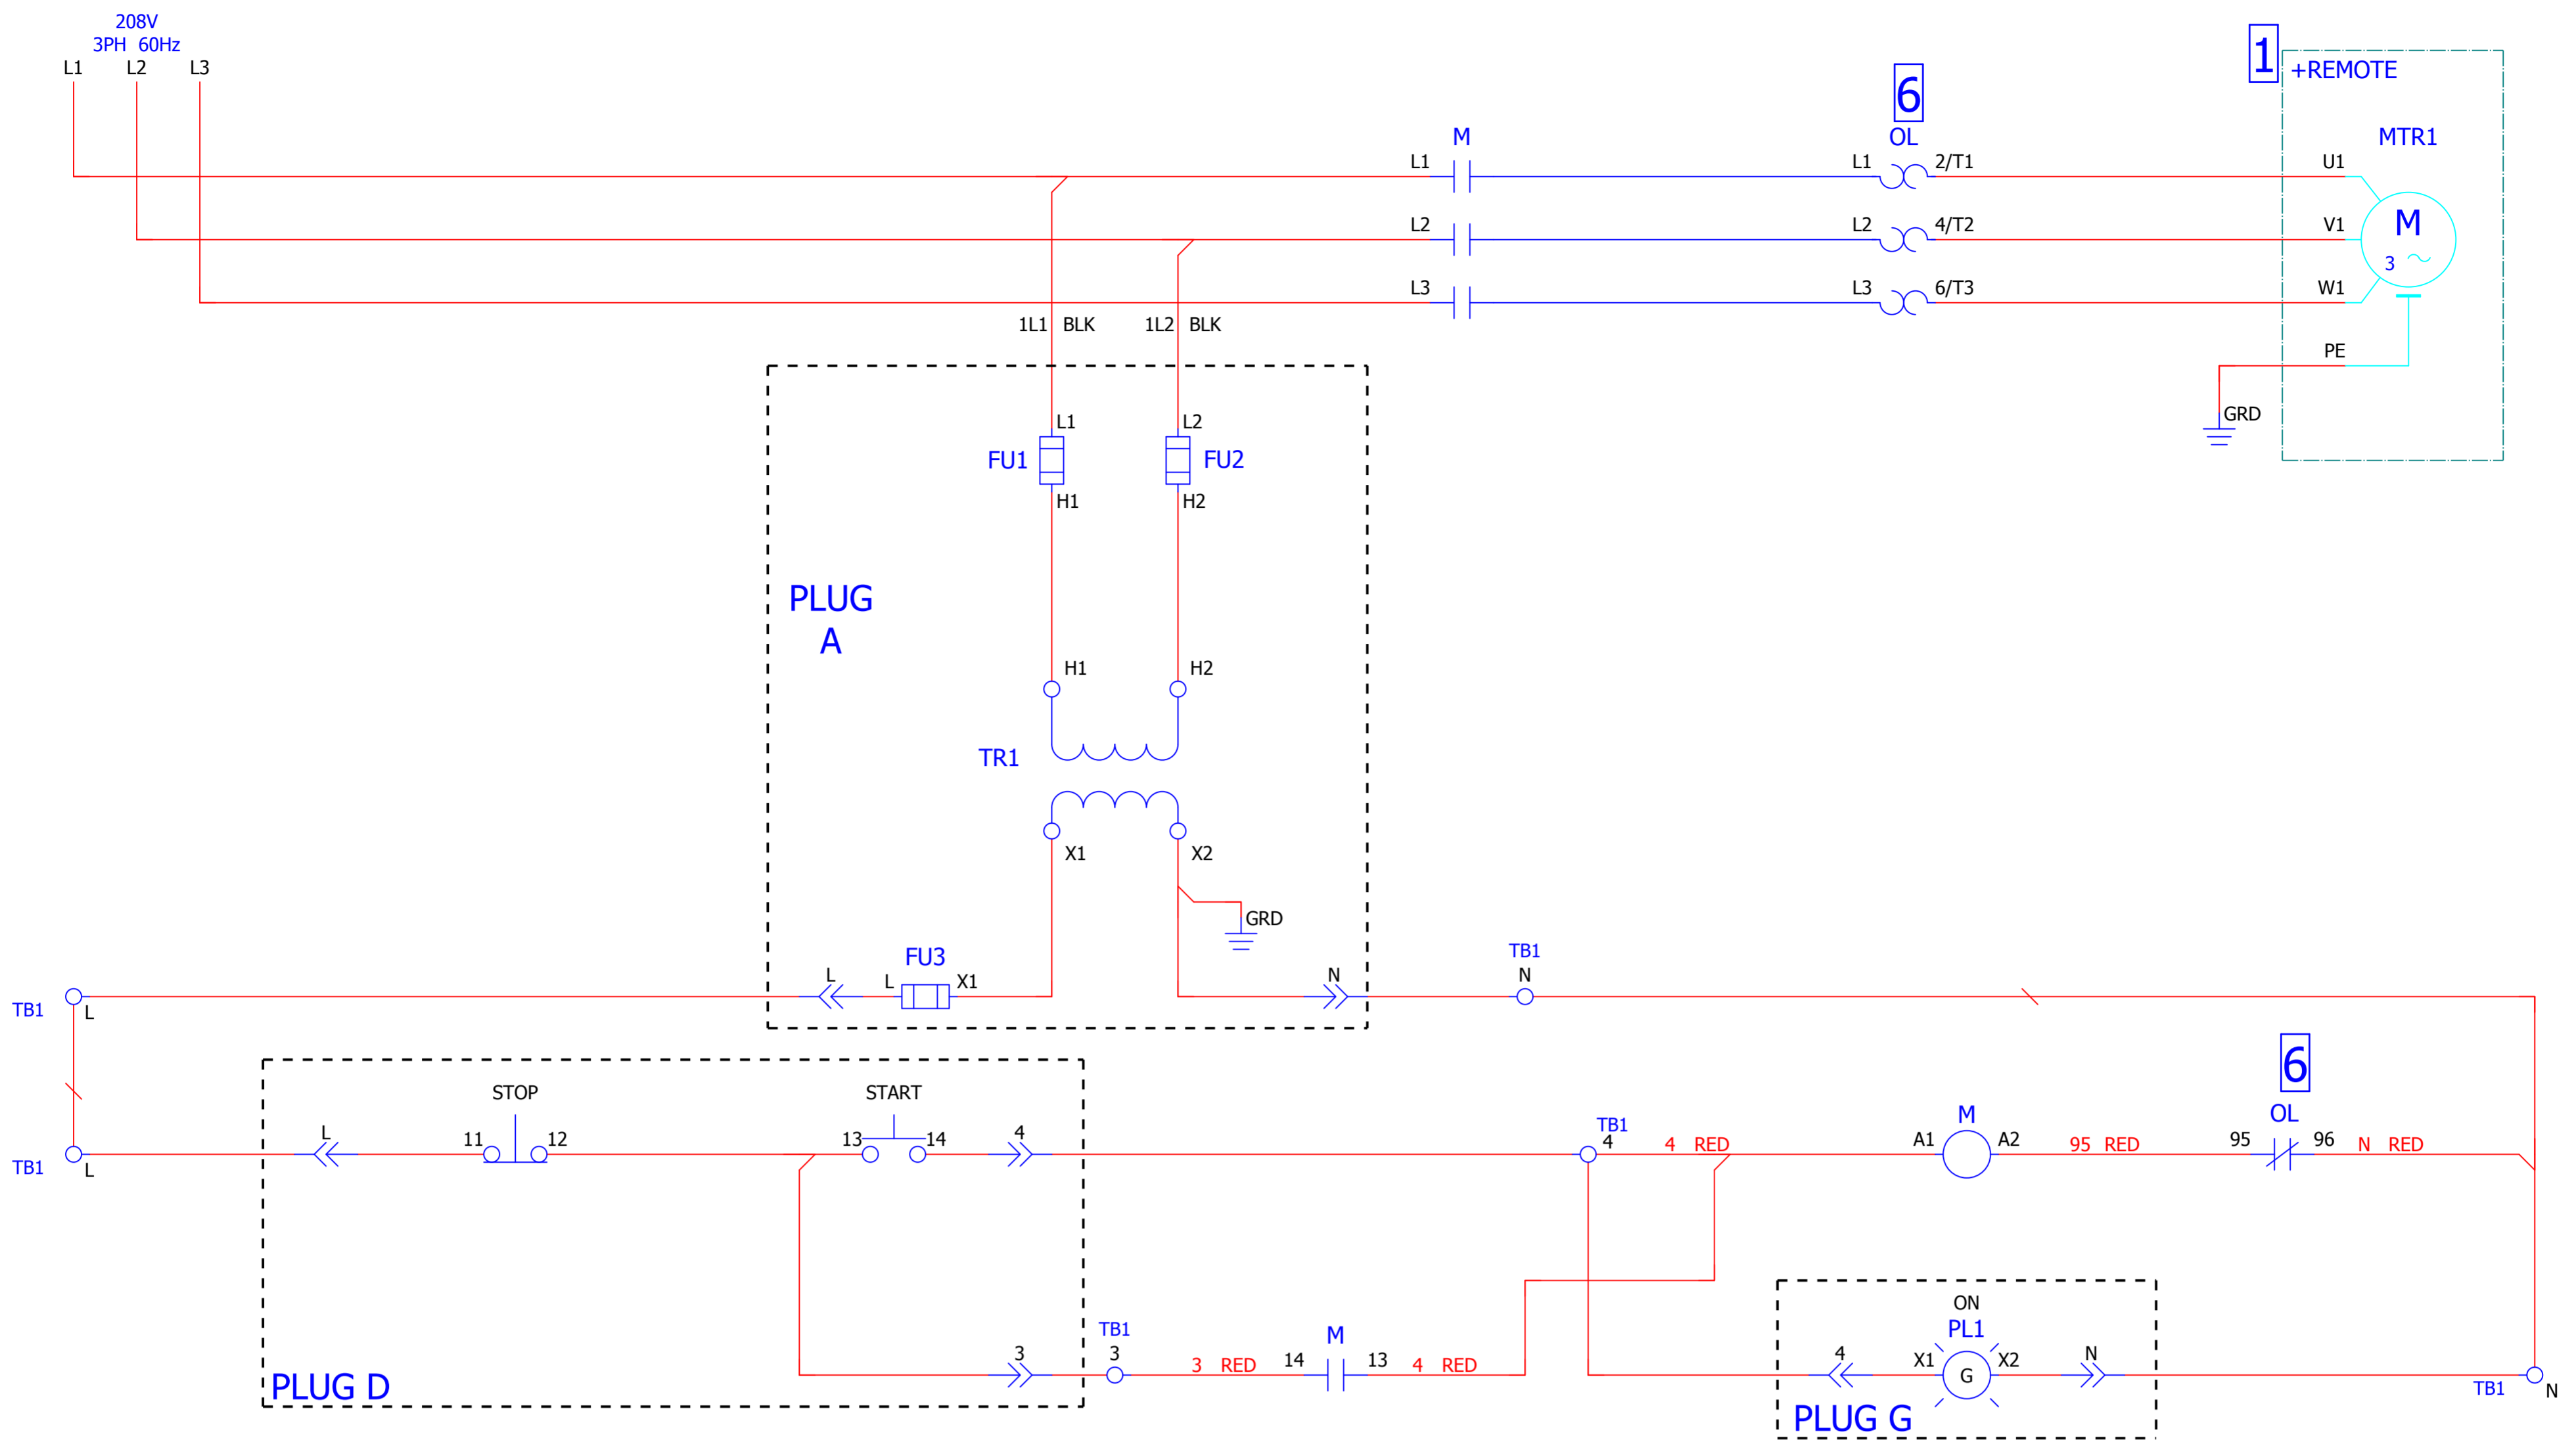 208V
3PH 60Hz
L1 L2 L3
1
+REMOTE
6
M OL MTR1
L1 L1 2/T1 U1
L2 L2 4/T2 V1
M
3
L3 L3 6/T3 W1
1L1 BLK 1L2 BLK
PE
GRD
L1 L2
FU1 FU2
H1 H2
PLUG
A
H1 H2
TR1
X1 X2
GRD
FU3
L L X1 N
TB1
N
TB1 L
6
STOP START
OL
M
TB1
L 11 12 13 14 4
4 4 RED A1 A2 95 RED 95 96 N RED
TB1 L
ON
PL1
TB1 M
3 3 3 RED 14 13 4 RED
4 X1 G X2 N
TB1 N
PLUG D
PLUG G